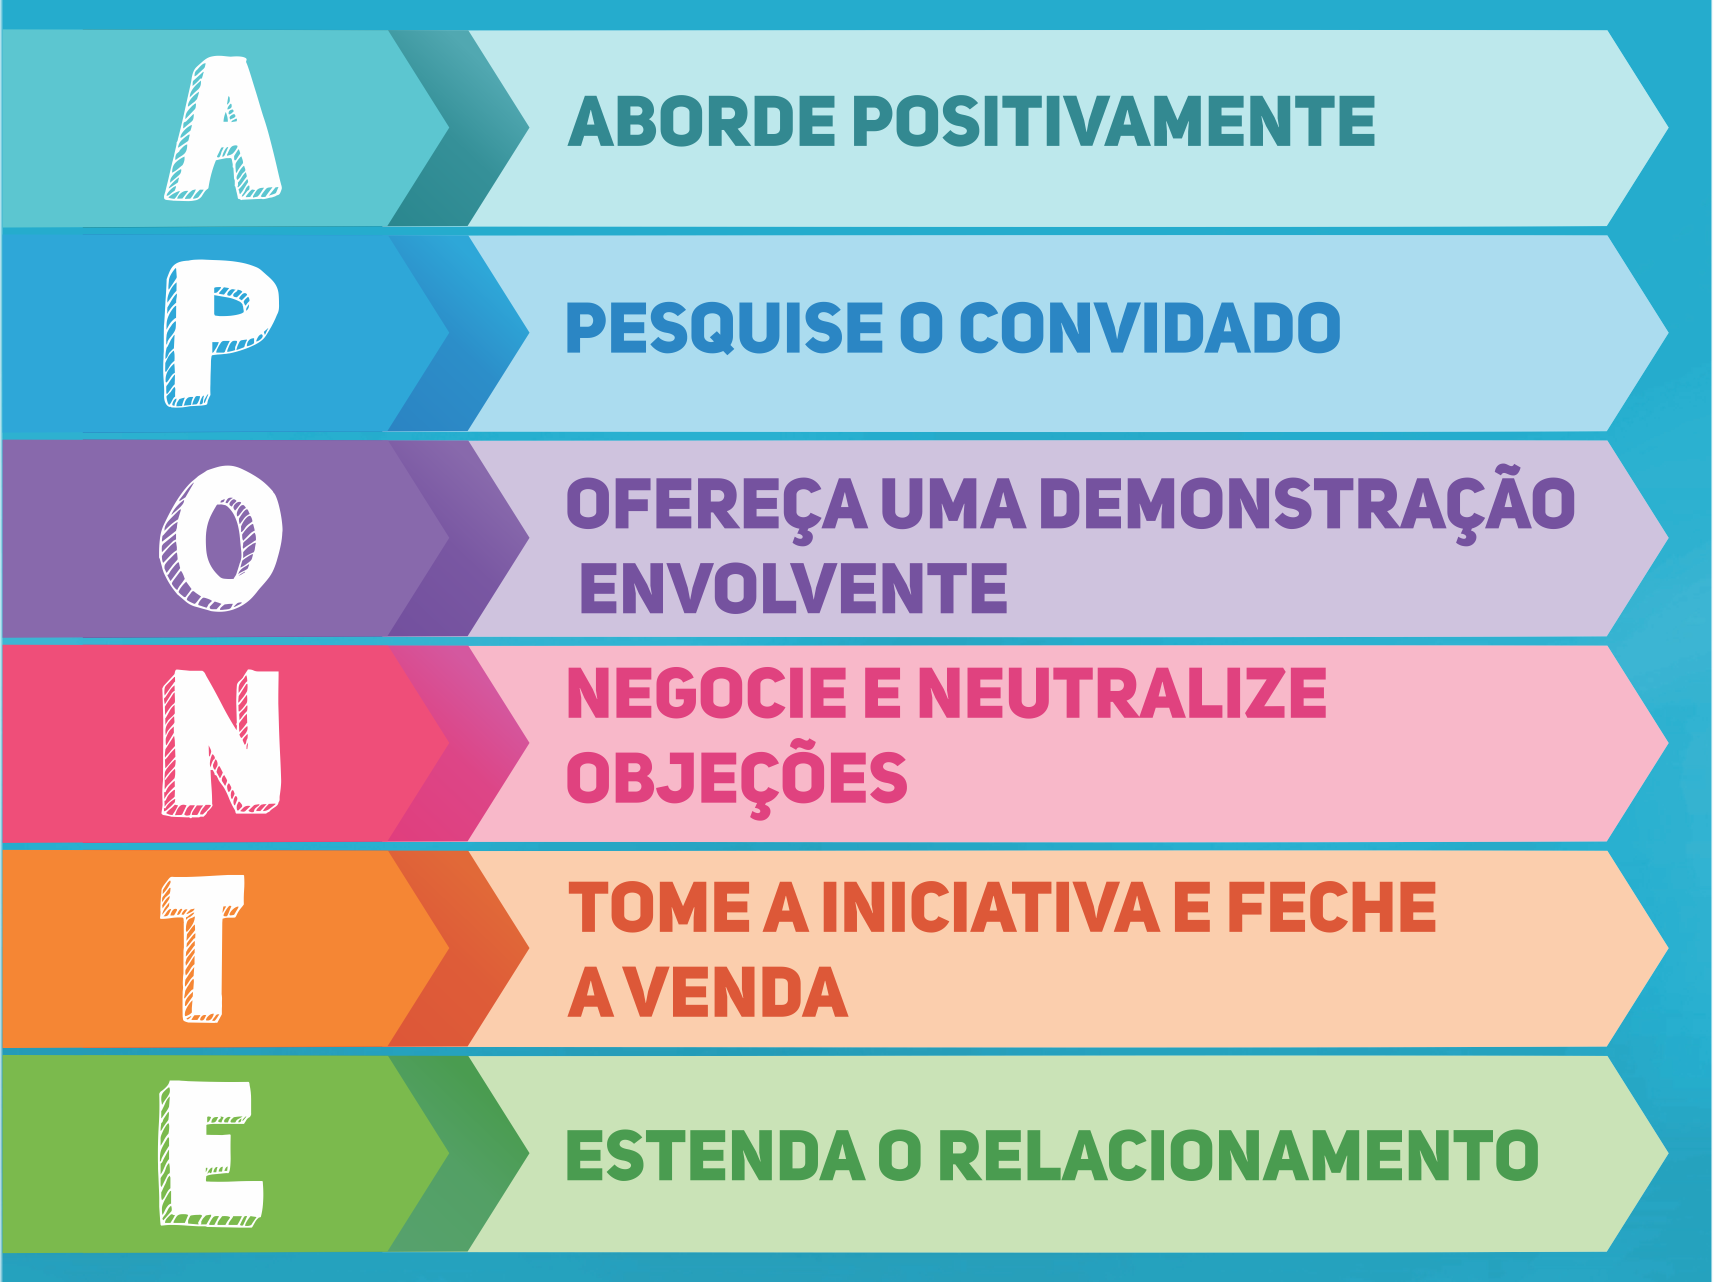 A
ABORDE POSITIVAMENTE
P
PESQUISE O CONVIDADO
O
OFEREÇA UMA DEMONSTRAÇÃO
ENVOLVENTE
N
NEGOCIE E NEUTRALIZE
OBJEÇÕES
T
TOME A INICIATIVA E FECHE
A VENDA
E
ESTENDA O RELACIONAMENTO